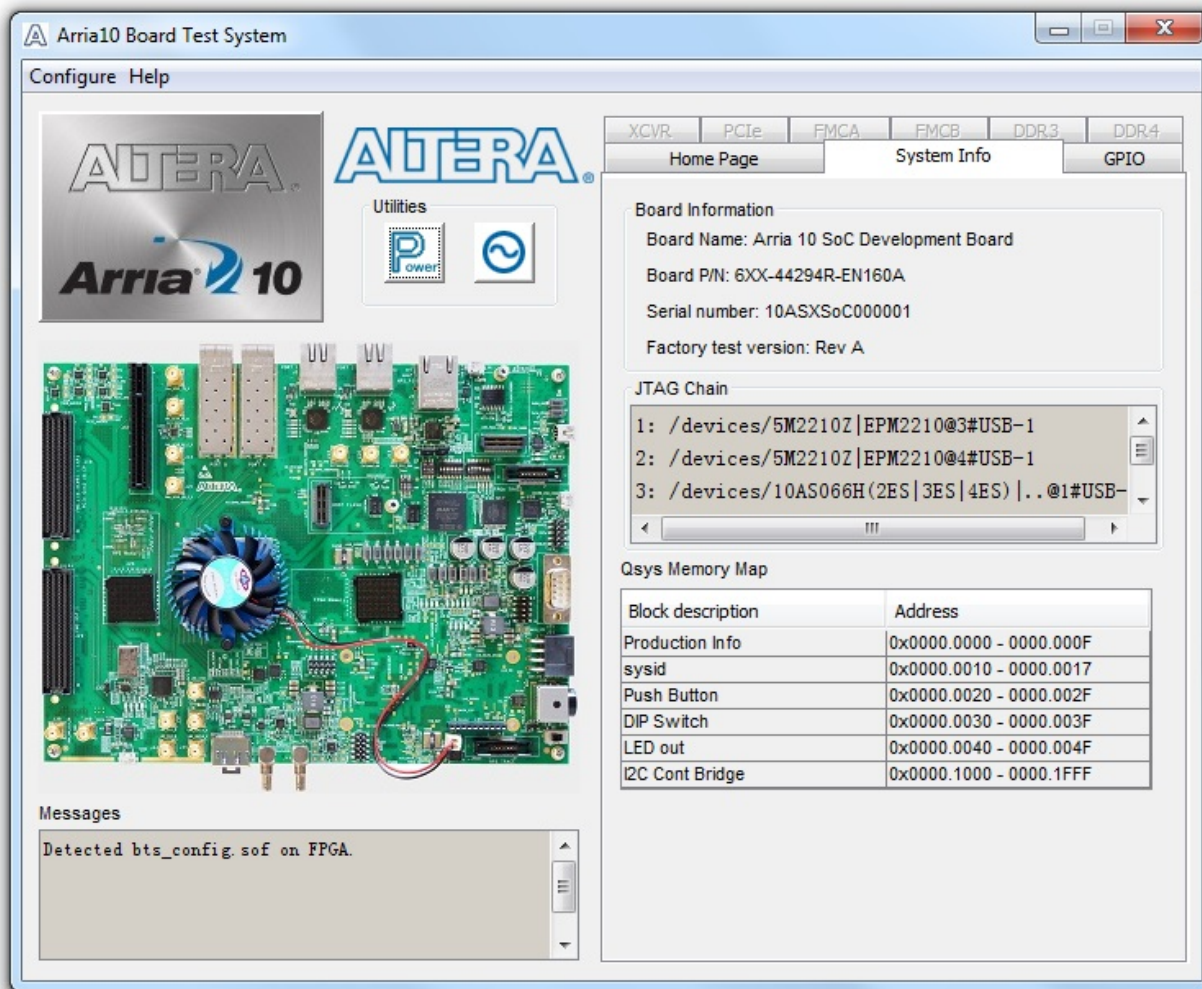 Arria10 Board Test System
Configure Help
ALTERA®
Arria® 10
ALTERA®
Utilities
Power
XCVR PCIe FMCA FMCB DDR3 DDR4
Home Page System Info GPIO
Board Information
Board Name: Arria 10 SoC Development Board
Board P/N: 6XX-44294R-EN160A
Serial number: 10ASXSoC000001
Factory test version: Rev A
JTAG Chain
1: /devices/5M2210Z|EPM2210@3#USB-1
2: /devices/5M2210Z|EPM2210@4#USB-1
3: /devices/10AS066H(2ES|3ES|4ES)|..@1#USB-
Qsys Memory Map
Block description Address
Production Info 0x0000.0000 - 0000.000F
sysid 0x0000.0010 - 0000.0017
Push Button 0x0000.0020 - 0000.002F
DIP Switch 0x0000.0030 - 0000.003F
LED out 0x0000.0040 - 0000.004F
I2C Cont Bridge 0x0000.1000 - 0000.1FFF
ALTERA
Messages
Detected bts_config.sof on FPGA.